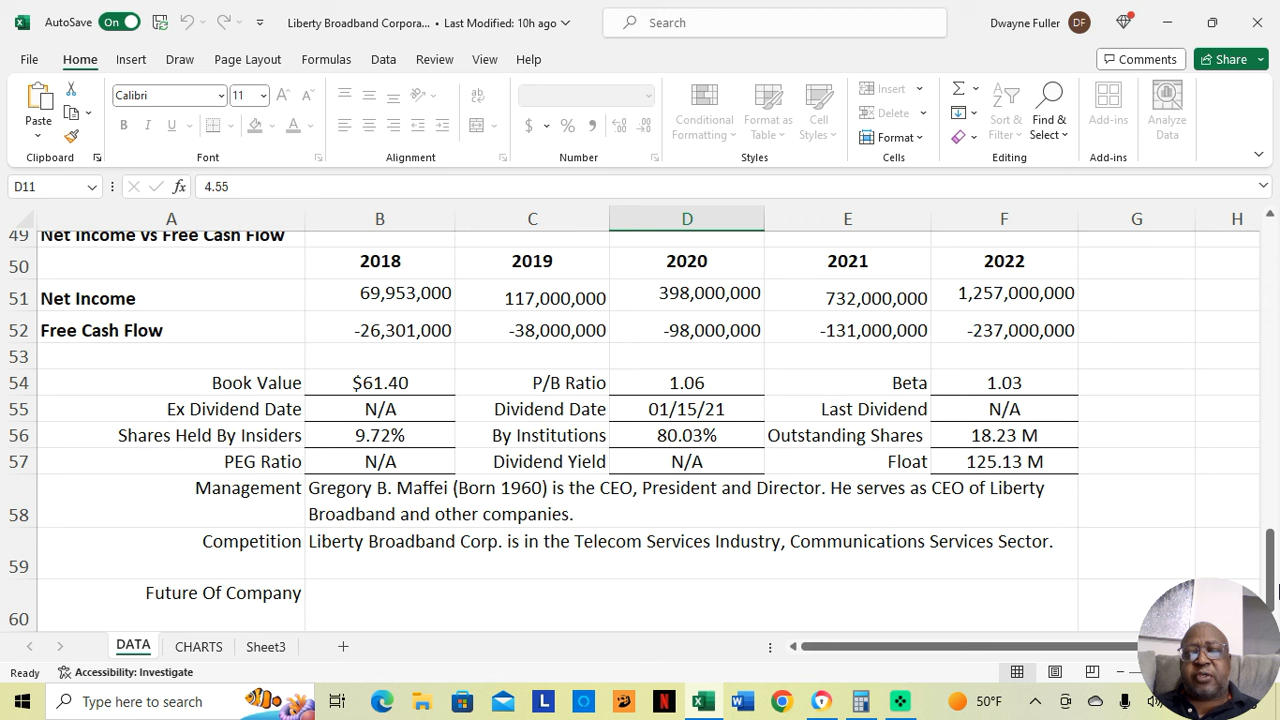 AutoSave On Liberty Broadband Corpora... • Last Modified: 10h ago Search Dwayne Fuller DF
File Home Insert Draw Page Layout Formulas Data Review View Help Comments Share
Paste Calibri 11 Conditional Formatting Format as Table Cell Styles Insert Delete Format Sort & Filter Find & Select Add-ins Analyze Data
Clipboard Font Alignment Number Styles Cells Editing Add-ins
D11 fx 4.55
A B C D E F G H
49 Net Income vs Free Cash Flow
50 2018 2019 2020 2021 2022
51 Net Income 69,953,000 117,000,000 398,000,000 732,000,000 1,257,000,000
52 Free Cash Flow -26,301,000 -38,000,000 -98,000,000 -131,000,000 -237,000,000
53
54 Book Value $61.40 P/B Ratio 1.06 Beta 1.03
55 Ex Dividend Date N/A Dividend Date 01/15/21 Last Dividend N/A
56 Shares Held By Insiders 9.72% By Institutions 80.03% Outstanding Shares 18.23 M
57 PEG Ratio N/A Dividend Yield N/A Float 125.13 M
58 Management Gregory B. Maffei (Born 1960) is the CEO, President and Director. He serves as CEO of Liberty
Broadband and other companies.
59 Competition Liberty Broadband Corp. is in the Telecom Services Industry, Communications Services Sector.
60 Future Of Company
DATA CHARTS Sheet3
Ready Accessibility: Investigate
Type here to search 50°F